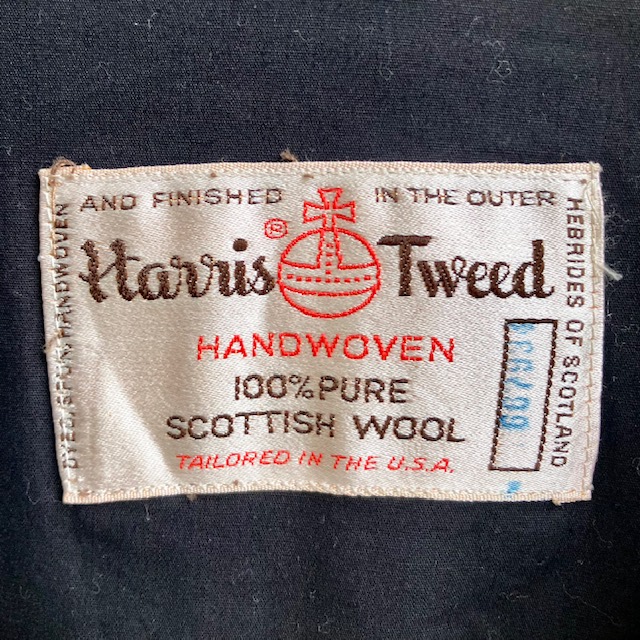 DYED, SPUN, HANDWOVEN
AND FINISHED IN THE OUTER
HEBRIDES OF SCOTLAND
Harris ® Tweed
HANDWOVEN
100% PURE
SCOTTISH WOOL
TAILORED IN THE U.S.A.